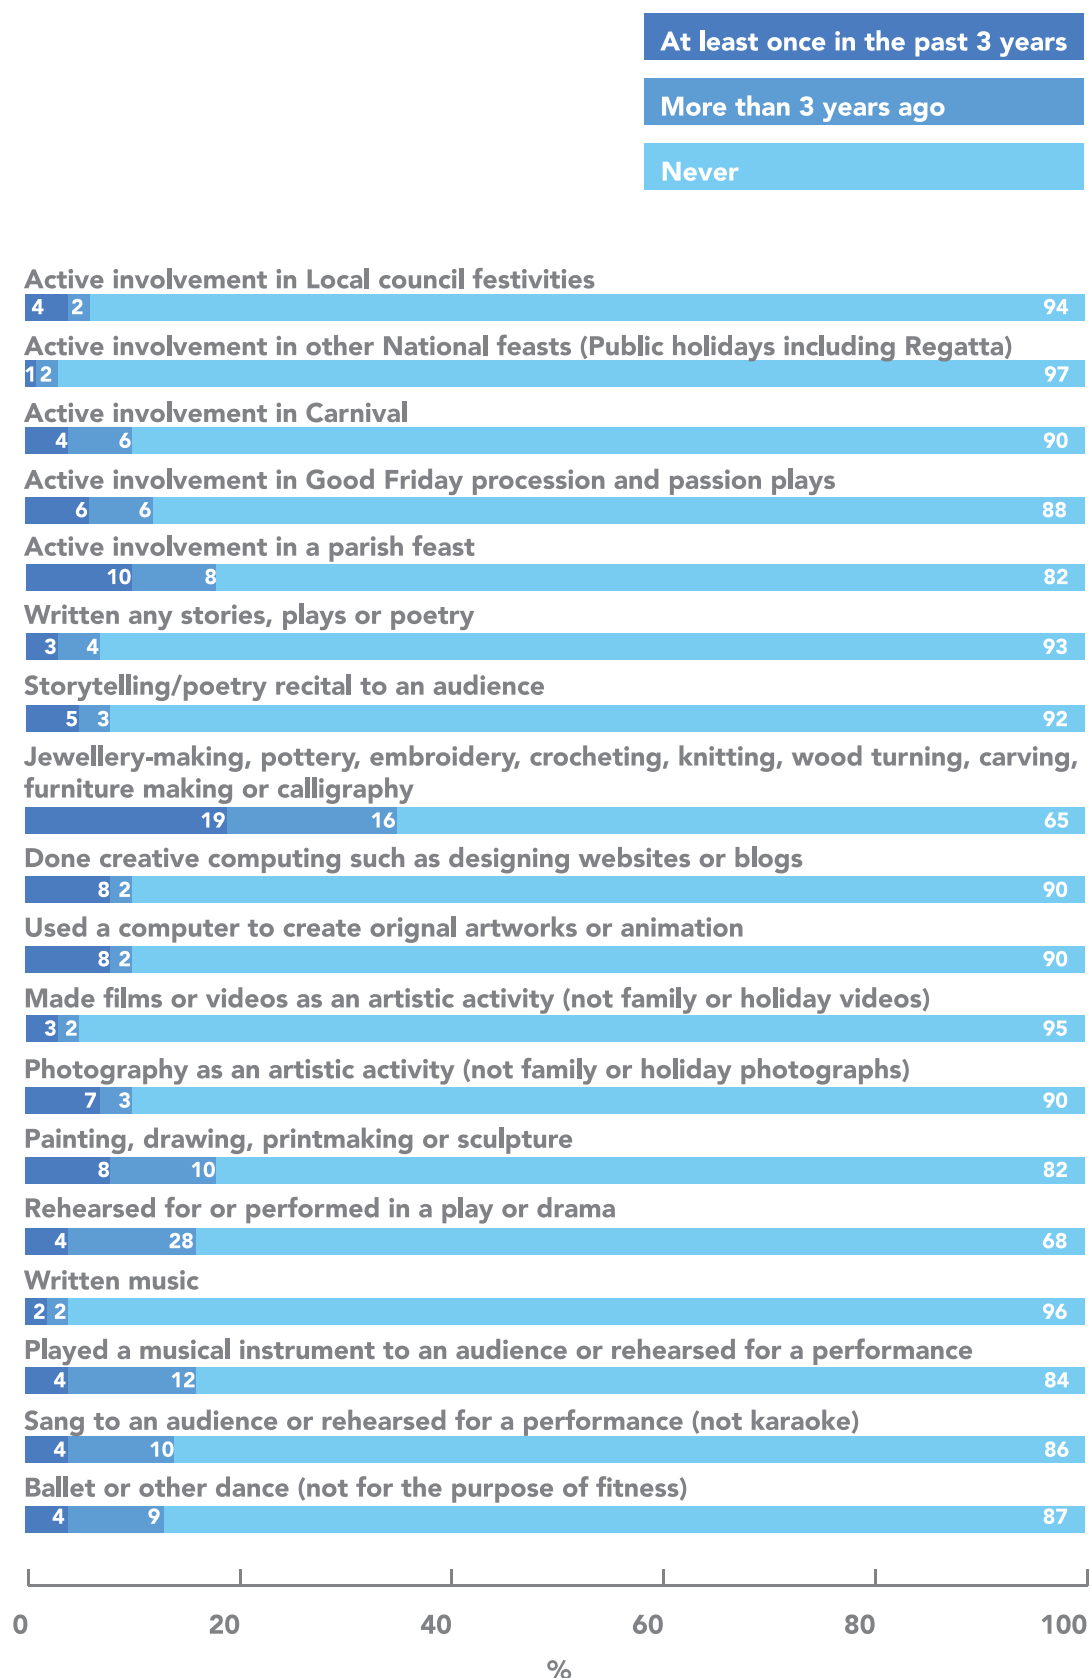 At least once in the past 3 years
More than 3 years ago
Never
Active involvement in Local council festivities
4 2 94
Active involvement in other National feasts (Public holidays including Regatta)
1 2 97
Active involvement in Carnival
4 6 90
Active involvement in Good Friday procession and passion plays
6 6 88
Active involvement in a parish feast
10 8 82
Written any stories, plays or poetry
3 4 93
Storytelling/poetry recital to an audience
5 3 92
Jewellery-making, pottery, embroidery, crocheting, knitting, wood turning, carving,
furniture making or calligraphy
19 16 65
Done creative computing such as designing websites or blogs
8 2 90
Used a computer to create orignal artworks or animation
8 2 90
Made films or videos as an artistic activity (not family or holiday videos)
3 2 95
Photography as an artistic activity (not family or holiday photographs)
7 3 90
Painting, drawing, printmaking or sculpture
8 10 82
Rehearsed for or performed in a play or drama
4 28 68
Written music
2 2 96
Played a musical instrument to an audience or rehearsed for a performance
4 12 84
Sang to an audience or rehearsed for a performance (not karaoke)
4 10 86
Ballet or other dance (not for the purpose of fitness)
4 9 87
0 20 40 60 80 100
%